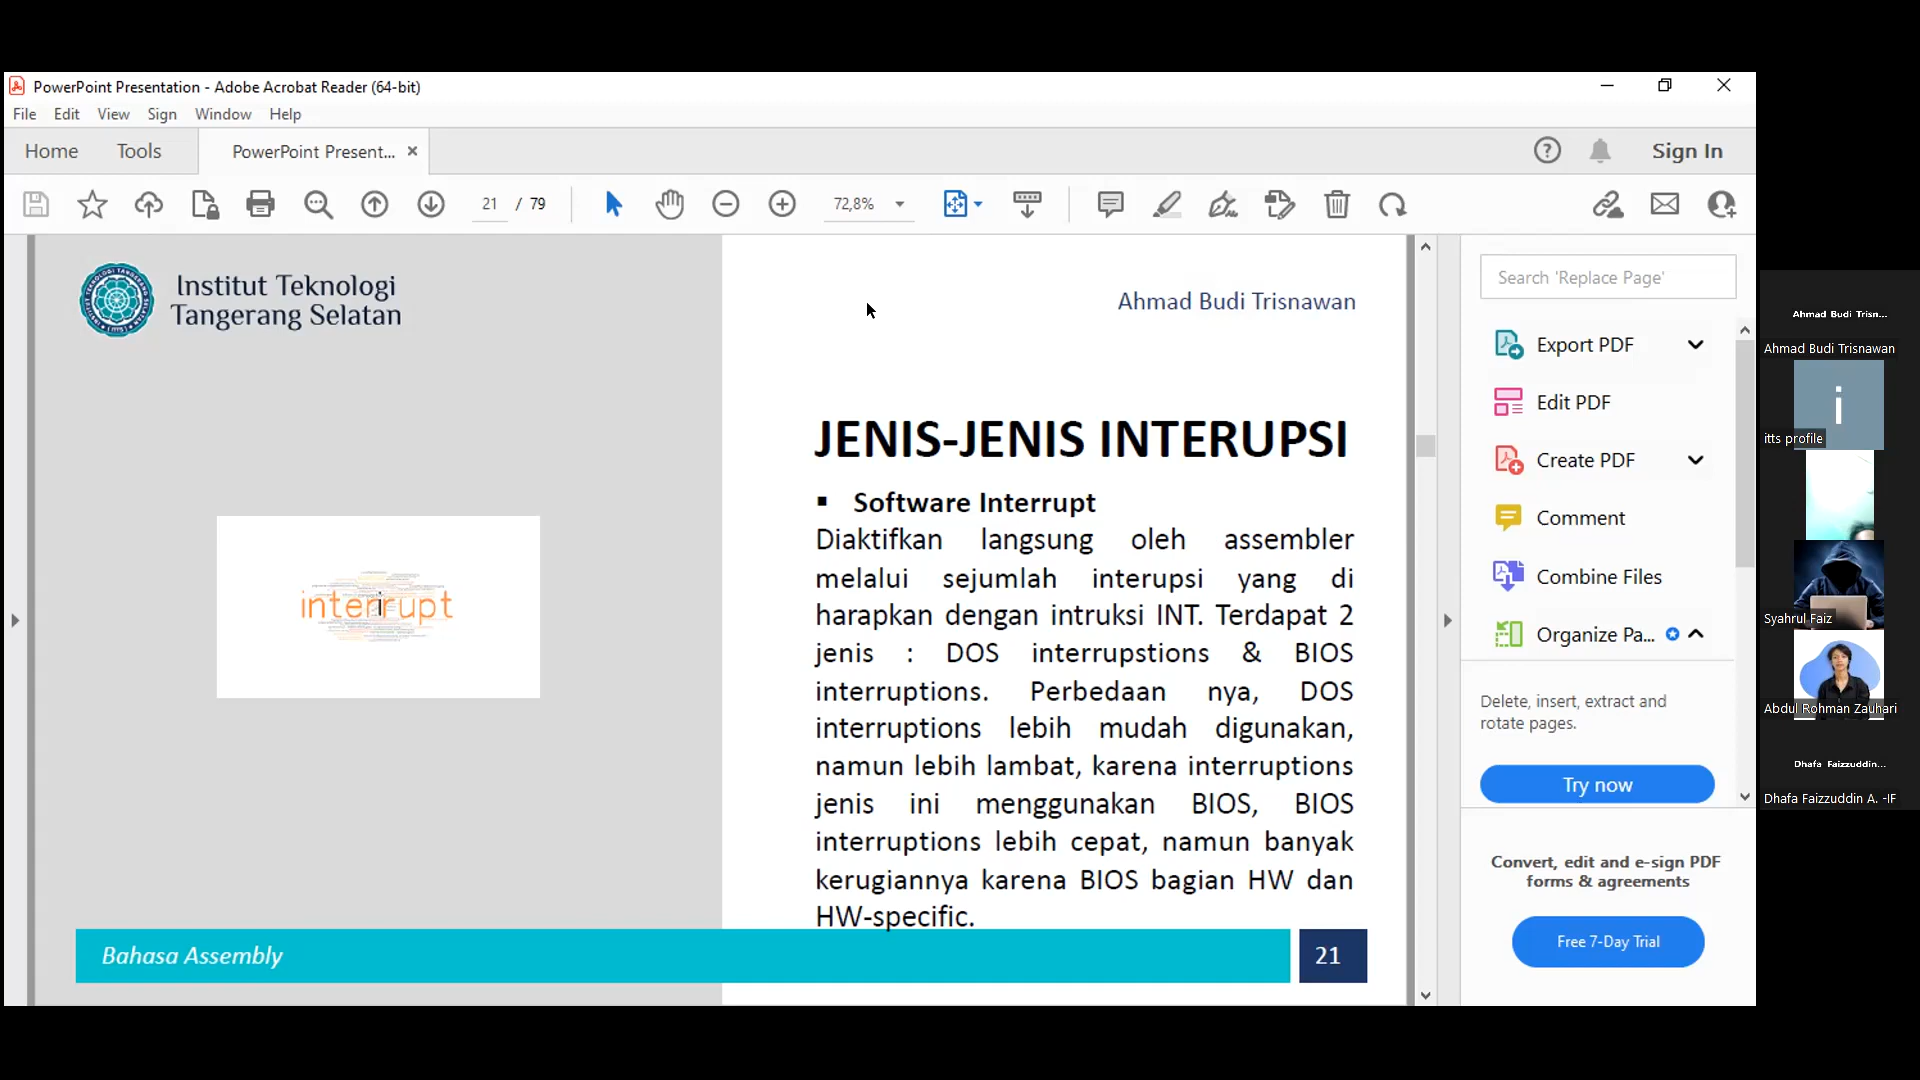 PowerPoint Presentation - Adobe Acrobat Reader (64-bit)
File Edit View Sign Window Help
Home Tools PowerPoint Present... Sign In
21 / 79 72,8%
Institut Teknologi
Tangerang Selatan
Ahmad Budi Trisnawan
JENIS-JENIS INTERUPSI
▪ Software Interrupt
Diaktifkan langsung oleh assembler
melalui sejumlah interupsi yang di
harapkan dengan intruksi INT. Terdapat 2
jenis : DOS interrupstions & BIOS
interruptions. Perbedaan nya, DOS
interruptions lebih mudah digunakan,
namun lebih lambat, karena interruptions
jenis ini menggunakan BIOS, BIOS
interruptions lebih cepat, namun banyak
kerugiannya karena BIOS bagian HW dan
HW-specific.
interrupt
Bahasa Assembly
21
Search 'Replace Page'
Export PDF
Edit PDF
Create PDF
Comment
Combine Files
Organize Pa...
Delete, insert, extract and
rotate pages.
Try now
Convert, edit and e-sign PDF
forms & agreements
Free 7-Day Trial
Ahmad Budi Trisn...
Ahmad Budi Trisnawan
i
itts profile
Syahrul Faiz
Abdul Rohman Zauhari
Dhafa Faizzuddin...
Dhafa Faizzuddin A. -IF